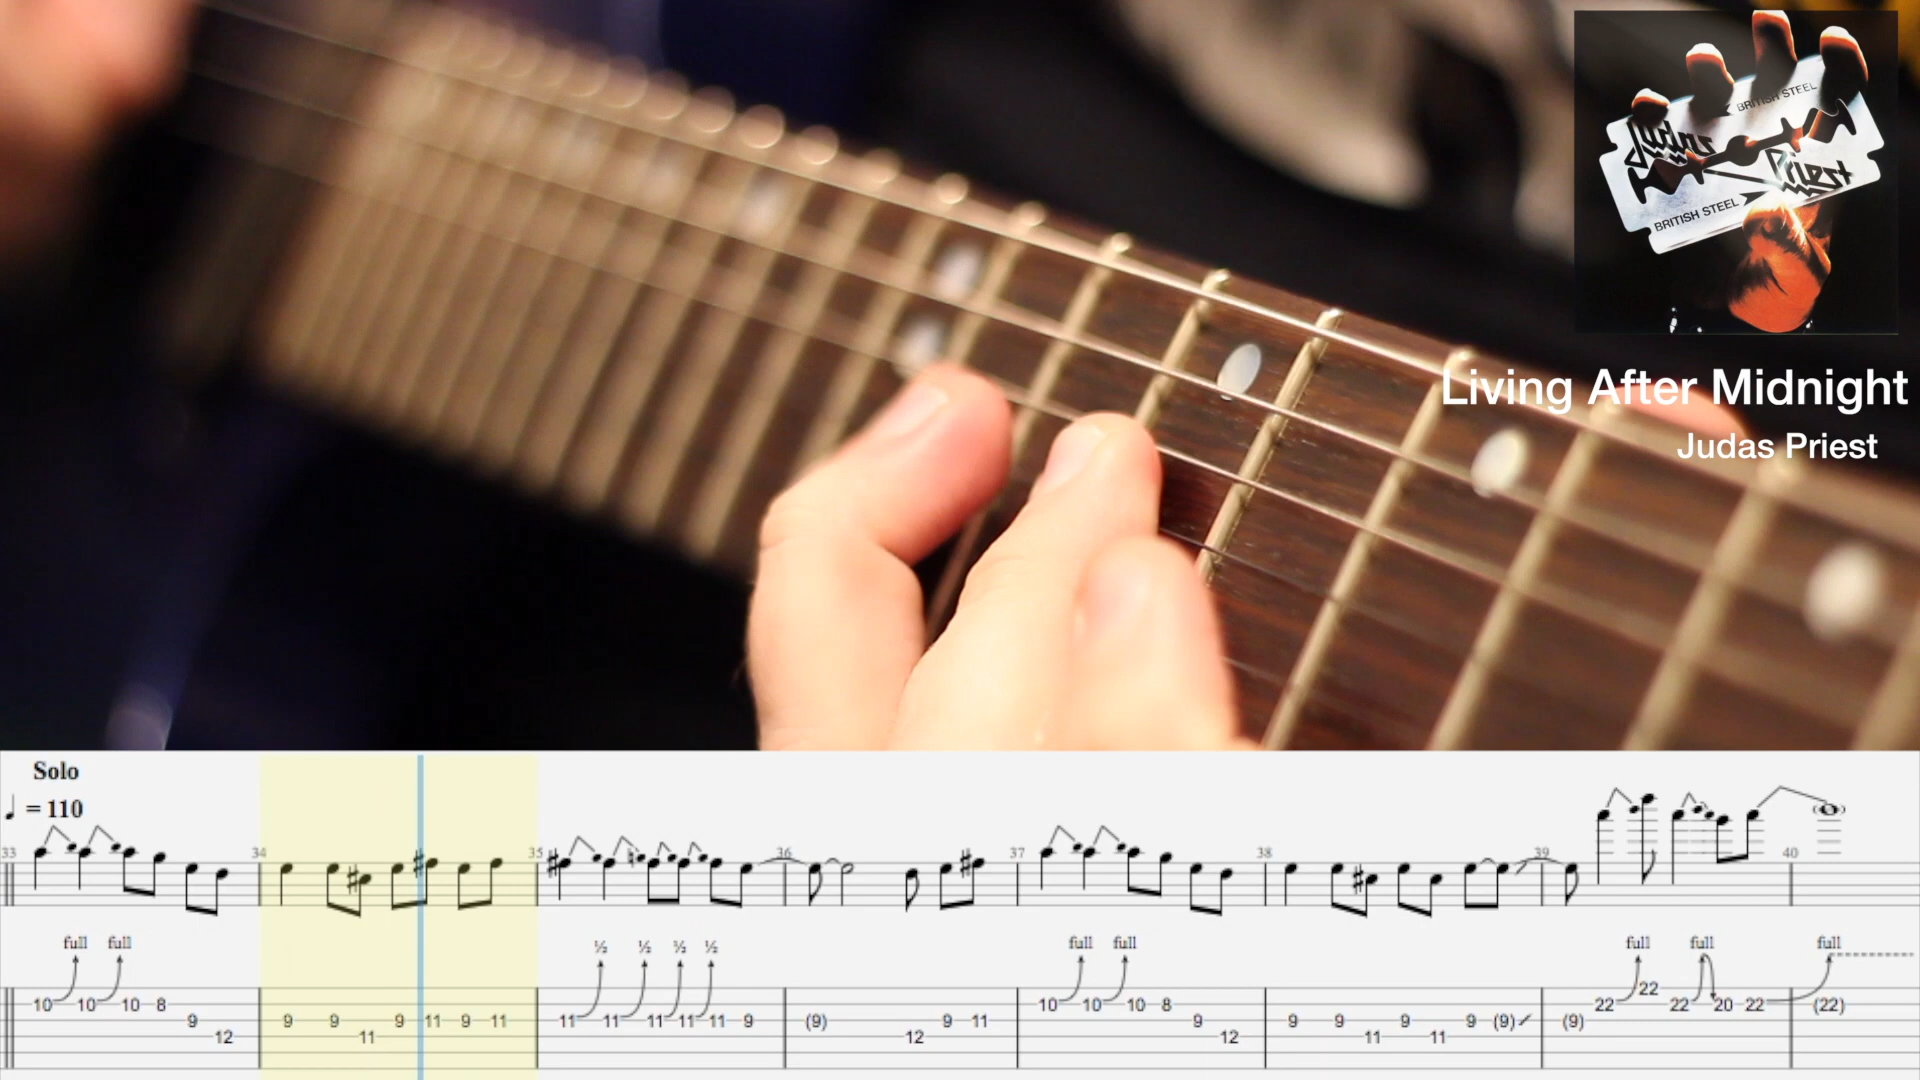 BRITISH STEEL
Judas
Priest
BRITISH STEEL
Living After Midnight
Judas Priest
Solo
♩ = 110
33 34 35 36 37 38 39 40
full full ½ ½ ½ ½ full full full full full
22
10 10 10 8 10 10 10 8 22 22 20 22 (22)
9 9 9 9 11 9 11 11 11 11 11 11 9 (9) 9 11 9 9 9 9 9 (9) (9)
12 11 12 12 11 11